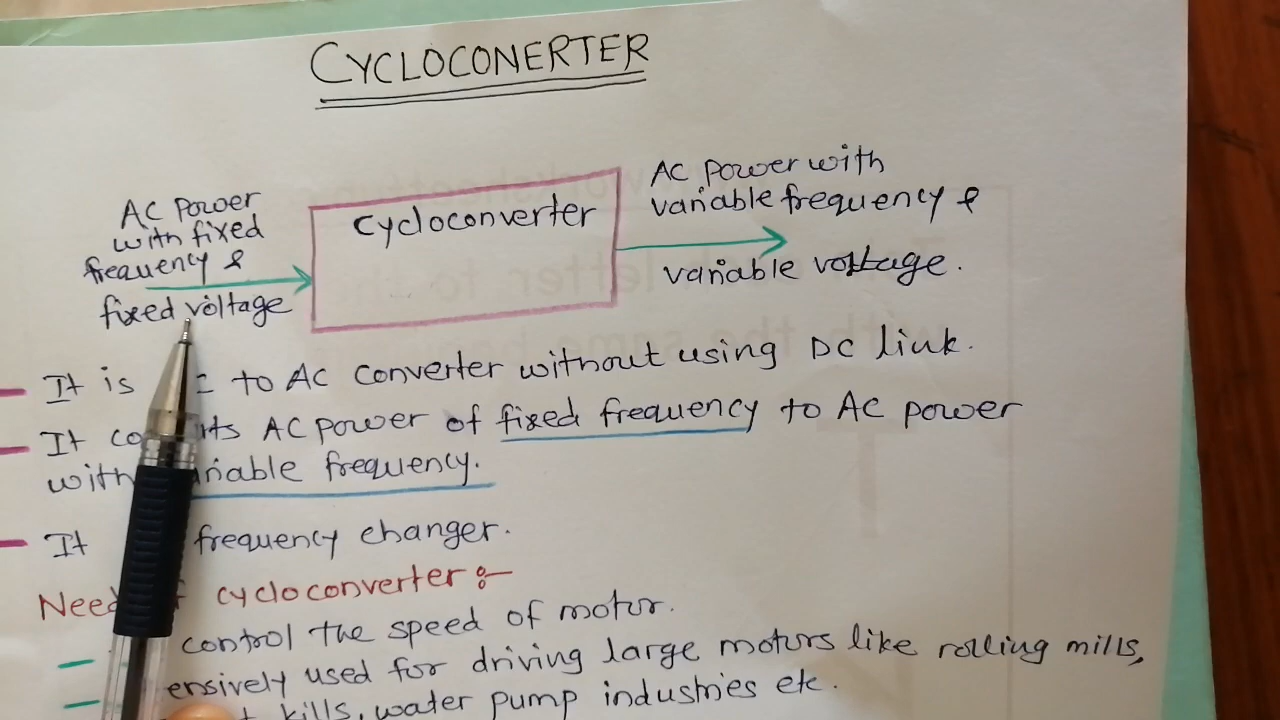 CYCLOCONERTER
AC power
with fixed
frequency &
fixed voltage
cycloconverter
AC power with
variable frequency &
variable voltage.
It is to AC converter without using DC link.
It AC power of fixed frequency to AC power
with frequency.
It frequency changer.
cycloconverter :-
control the speed of motor.
used for driving large motors like rolling mills,
kills, water pump industries etc.